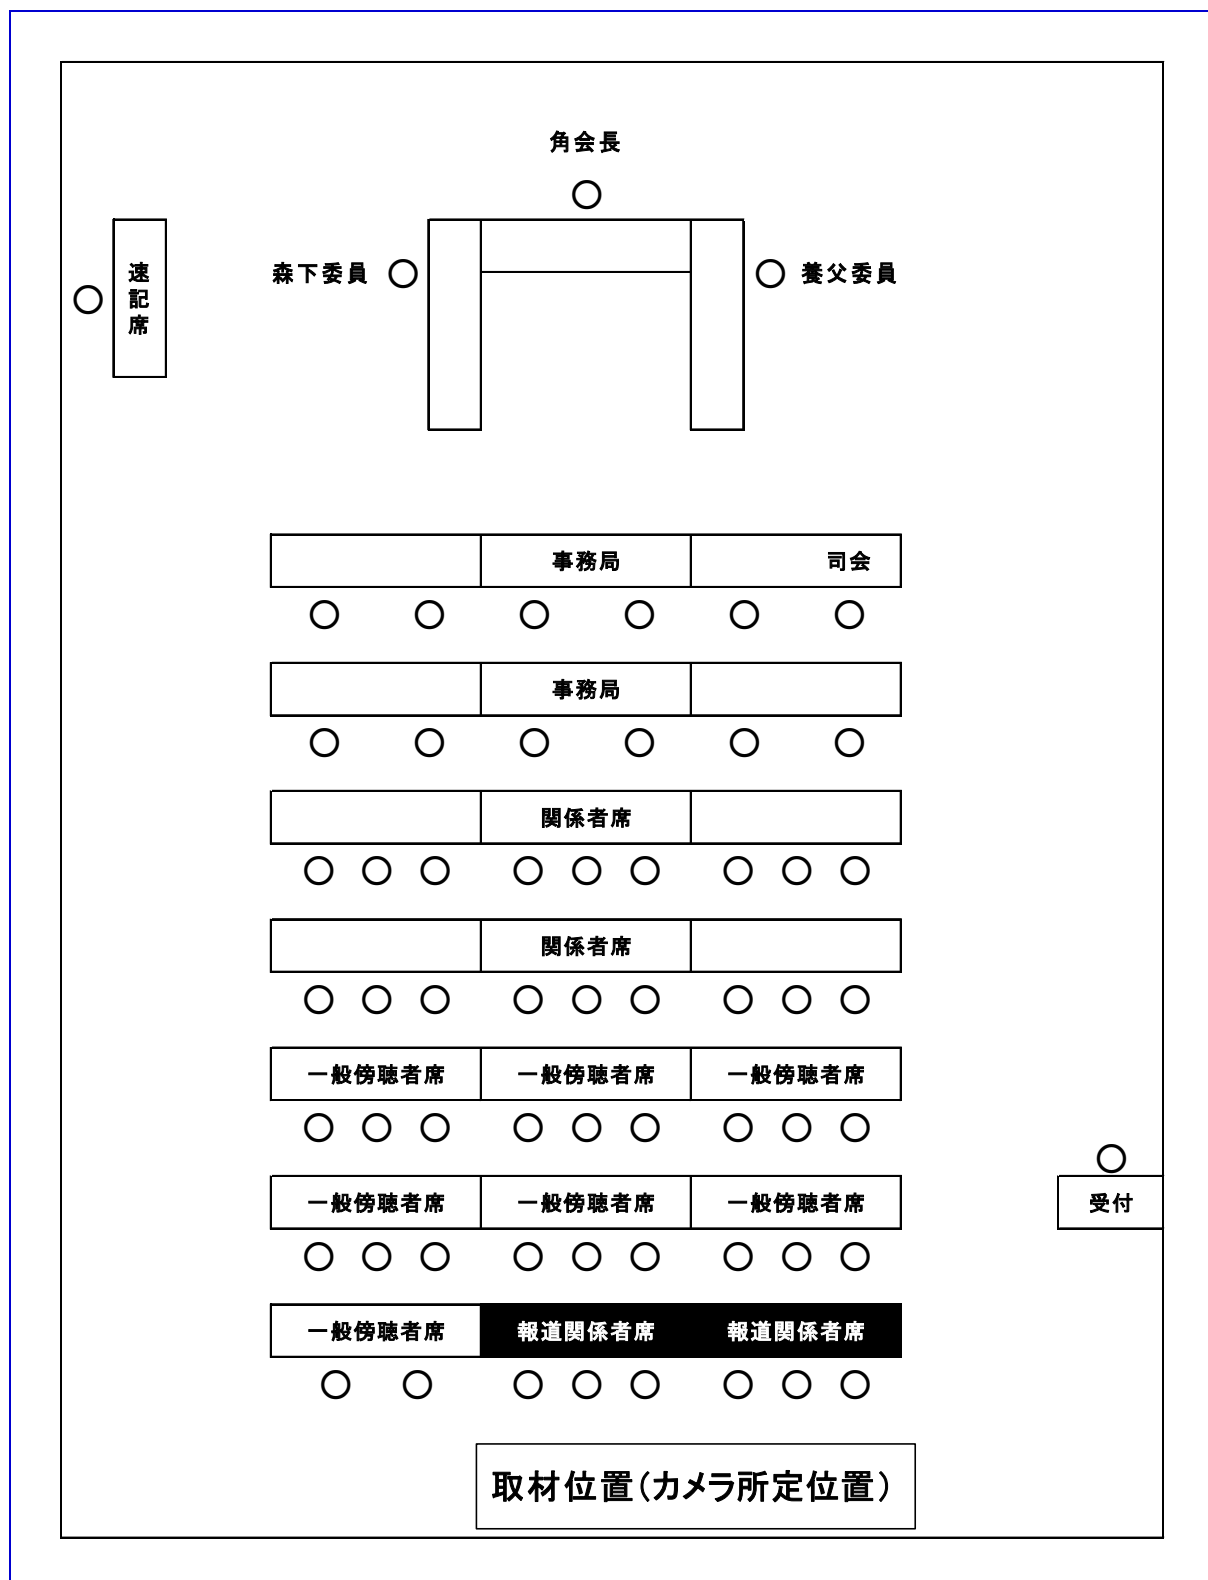 角会長
速記席
森下委員
養父委員
事務局
司会
事務局
関係者席
関係者席
一般傍聴者席 一般傍聴者席 一般傍聴者席
一般傍聴者席 一般傍聴者席 一般傍聴者席
受付
一般傍聴者席 報道関係者席 報道関係者席
取材位置(カメラ所定位置)